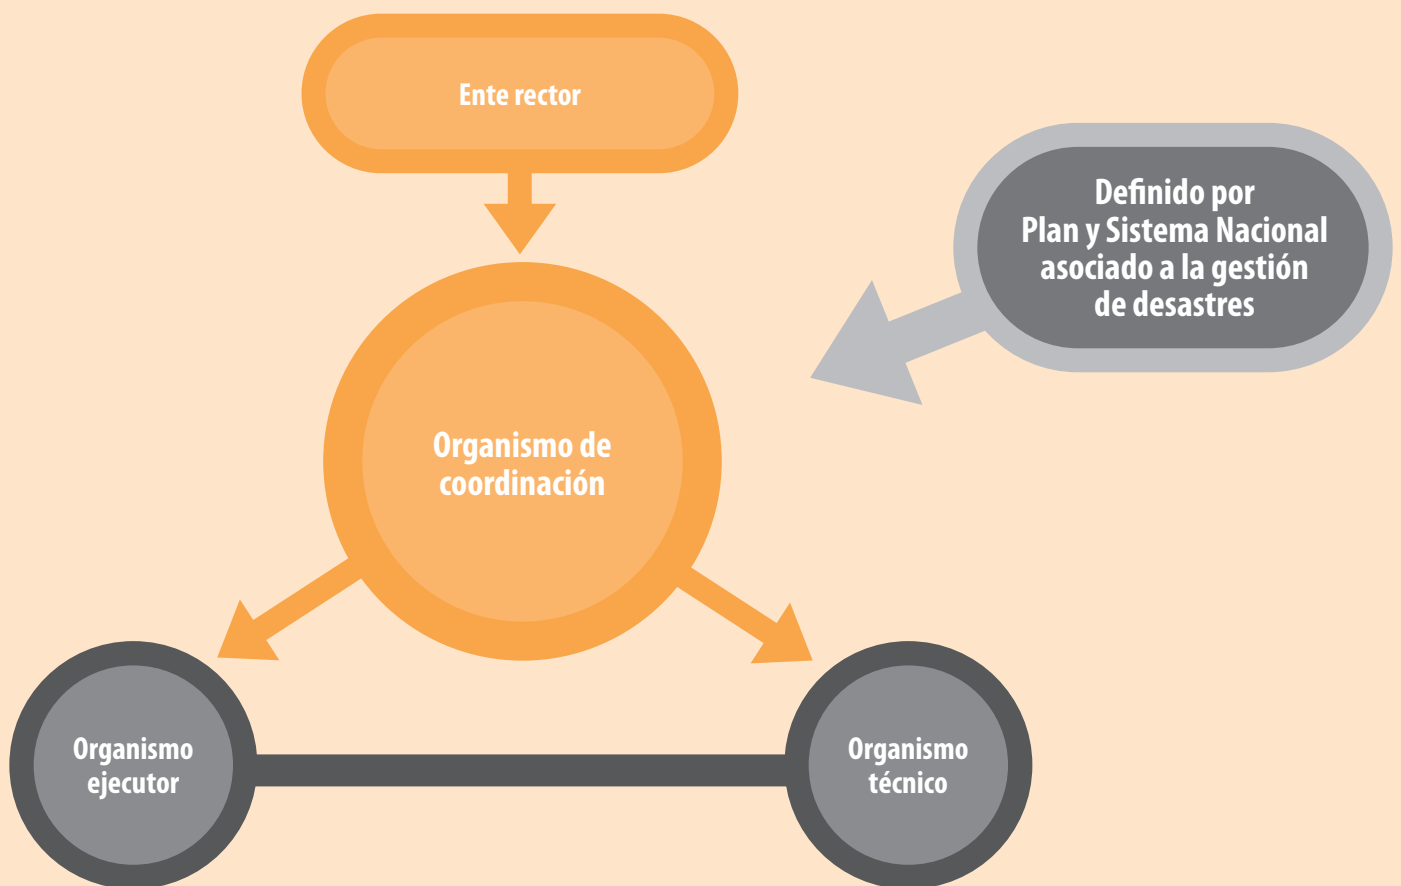 Ente rector
Definido por
Plan y Sistema Nacional
asociado a la gestión
de desastres
Organismo de
coordinación
Organismo
ejecutor
Organismo
técnico